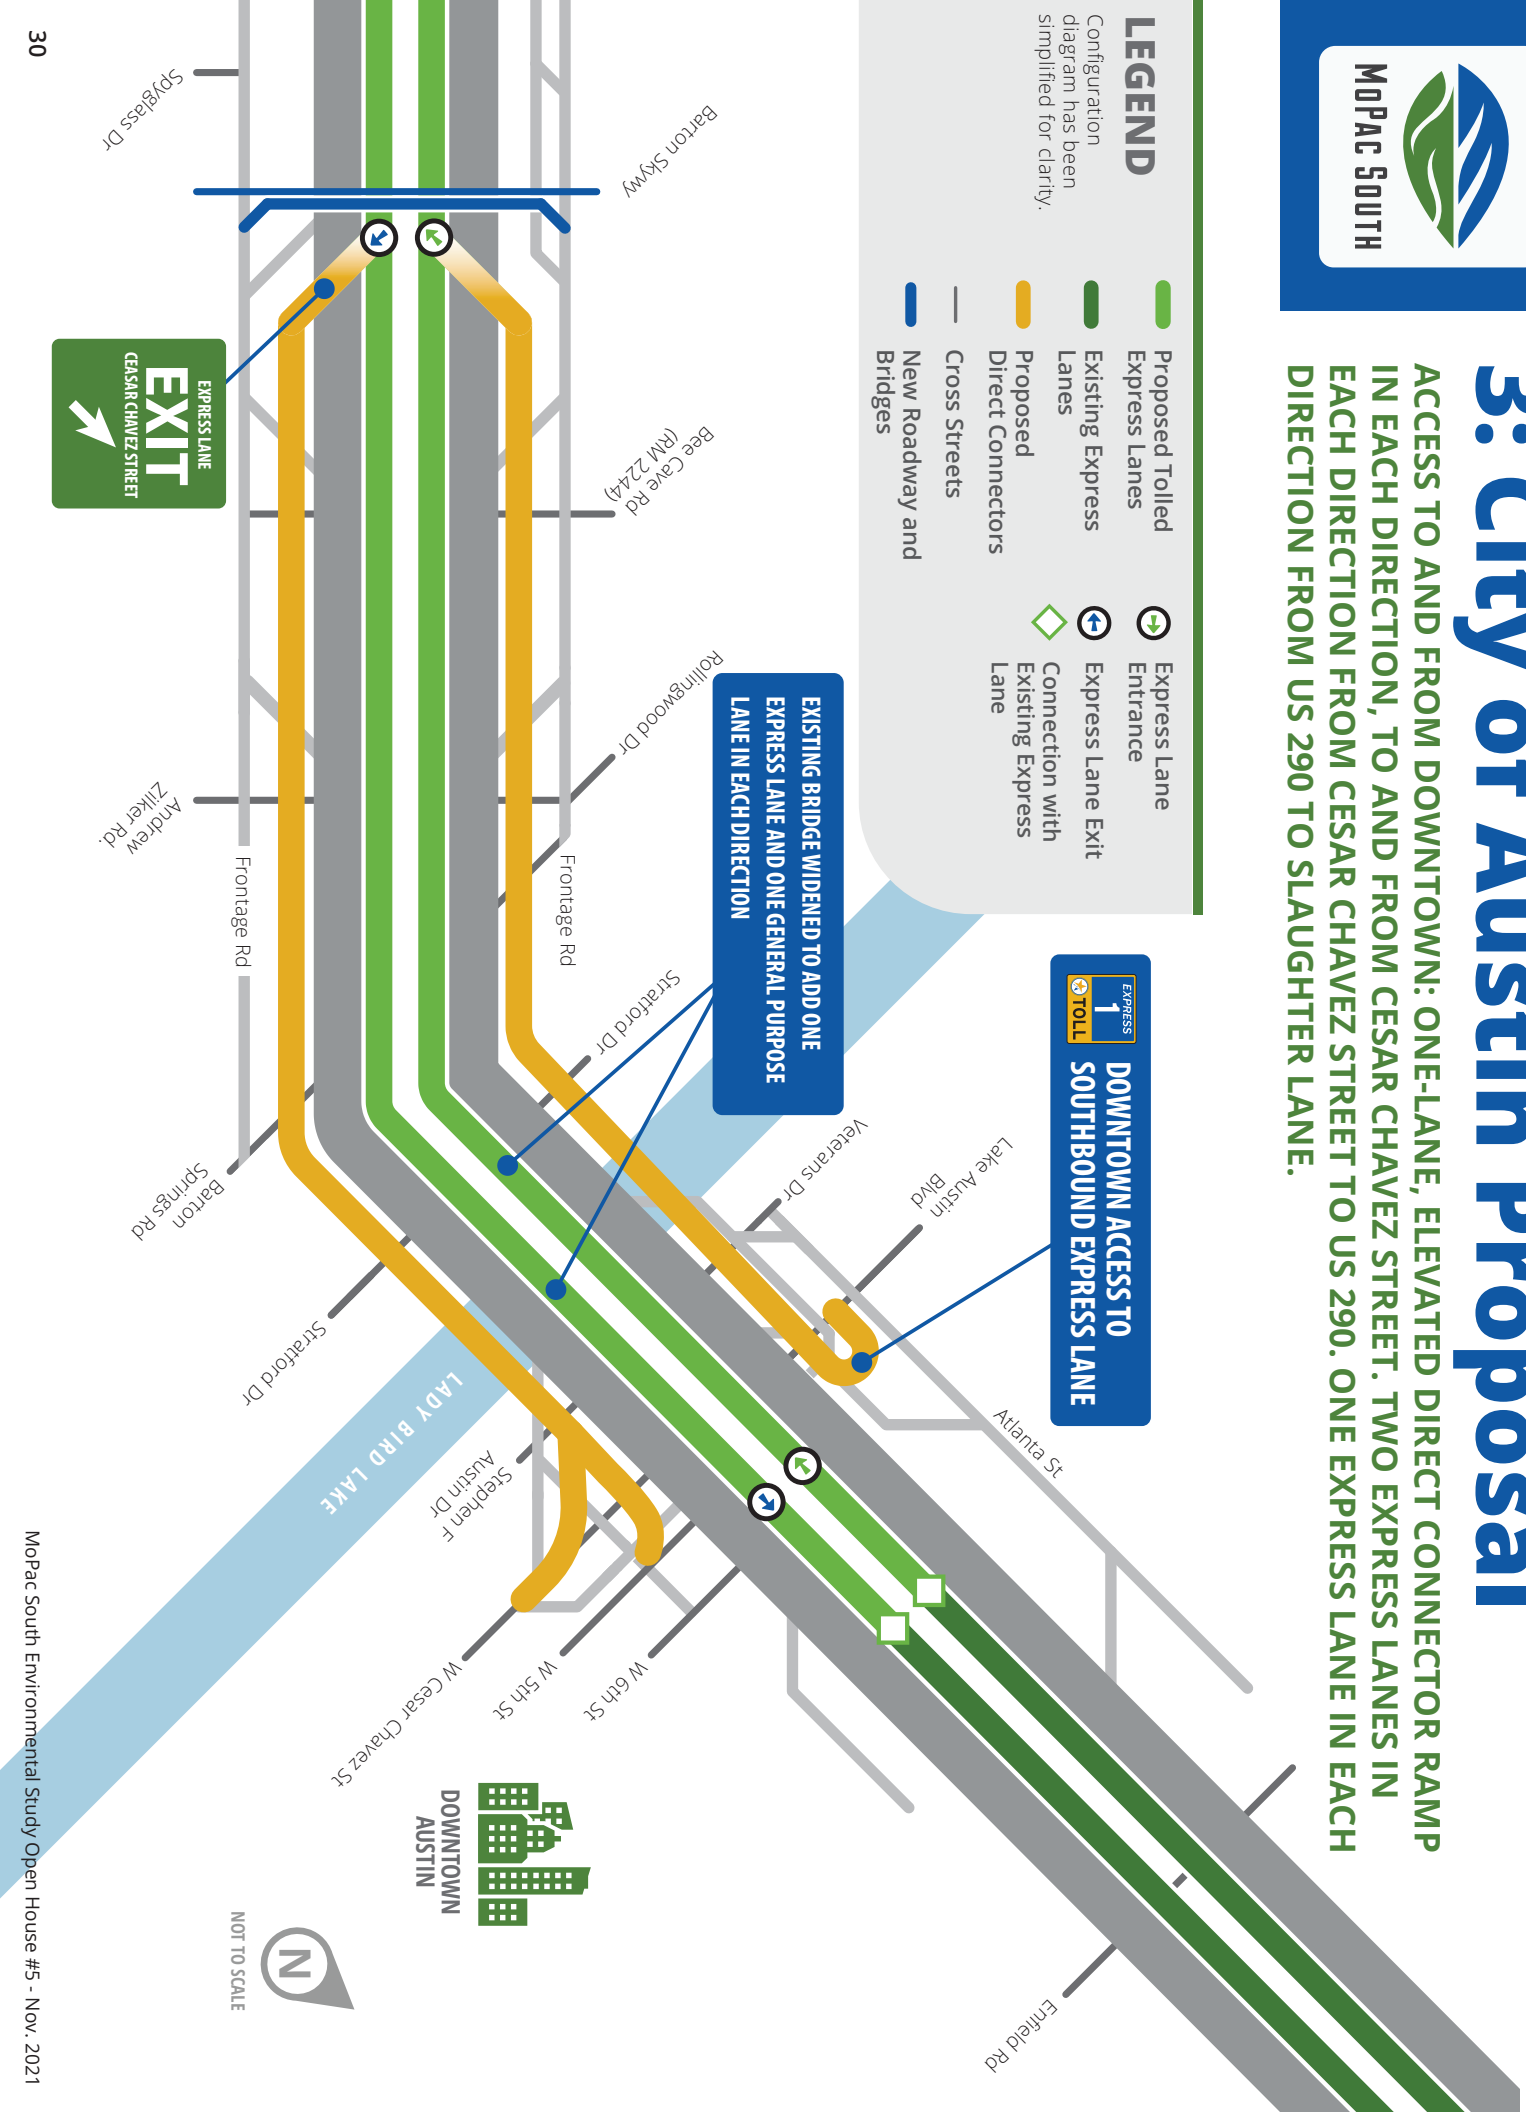 MoPac South
3: City of Austin Proposal
ACCESS TO AND FROM DOWNTOWN: ONE-LANE, ELEVATED DIRECT CONNECTOR RAMP
IN EACH DIRECTION, TO AND FROM CESAR CHAVEZ STREET. TWO EXPRESS LANES IN
EACH DIRECTION FROM CESAR CHAVEZ STREET TO US 290. ONE EXPRESS LANE IN EACH
DIRECTION FROM US 290 TO SLAUGHTER LANE.
LEGEND
Configuration
diagram has been
simplified for clarity.
Proposed Tolled
Express Lanes
Existing Express
Lanes
Proposed
Direct Connectors
Cross Streets
New Roadway and
Bridges
Express Lane
Entrance
Express Lane Exit
Connection with
Existing Express
Lane
EXPRESS
1
TOLL
DOWNTOWN ACCESS TO
SOUTHBOUND EXPRESS LANE
EXISTING BRIDGE WIDENED TO ADD ONE
EXPRESS LANE AND ONE GENERAL PURPOSE
LANE IN EACH DIRECTION
Barton Skywy
Bee Cave Rd
(RM 2244)
Rollingwood Dr
Stratford Dr
Veterans Dr
Lake Austin
Blvd
Atlanta St
Frontage Rd
Frontage Rd
Spyglass Dr
EXPRESS LANE
EXIT
CEASAR CHAVEZ STREET
Andrew
Zilker Rd.
Barton
Springs Rd
Stratford Dr
LADY BIRD LAKE
Stephen F
Austin Dr
W Cesar Chavez St
W 5th St
W 6th St
Enfield Rd
DOWNTOWN
AUSTIN
N
NOT TO SCALE
30
MoPac South Environmental Study Open House #5 - Nov. 2021